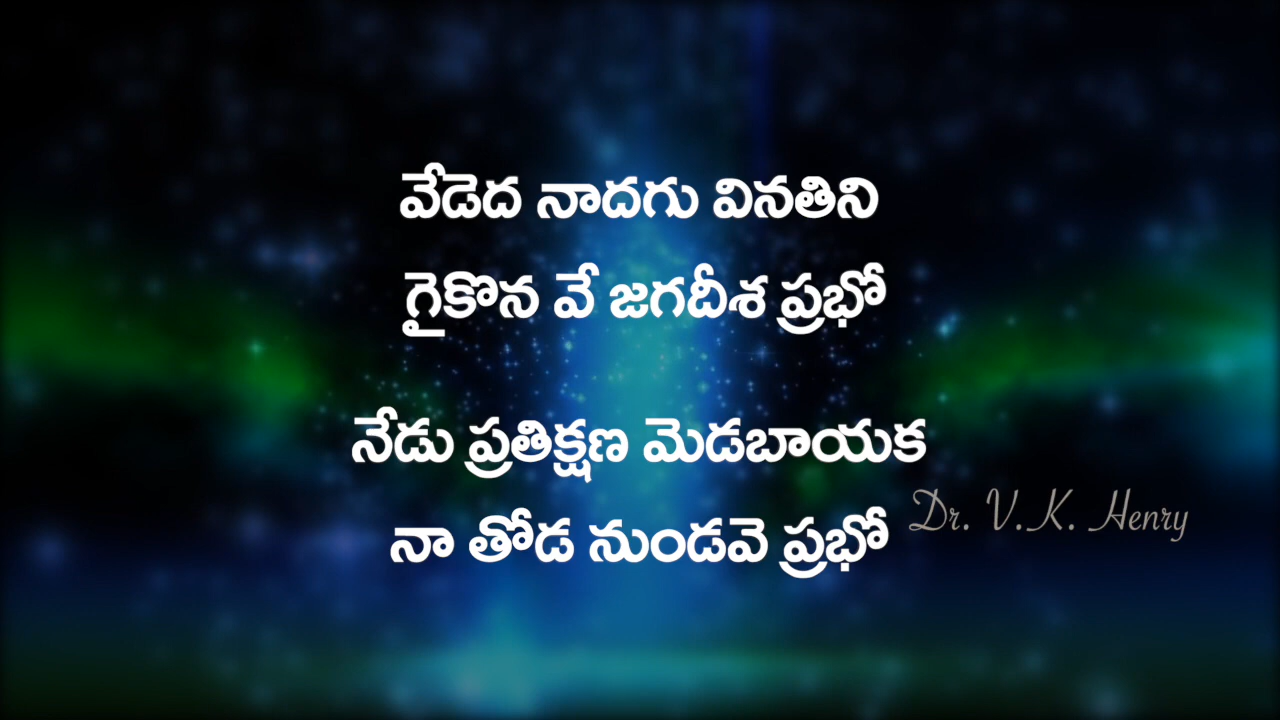 వేడెద నాదగు వినతిని
గైకొన వే జగదీశ ప్రభో
నేడు ప్రతిక్షణ మెడబాయక
నా తోడ నుండవె ప్రభో
Dr. V.K. Henry